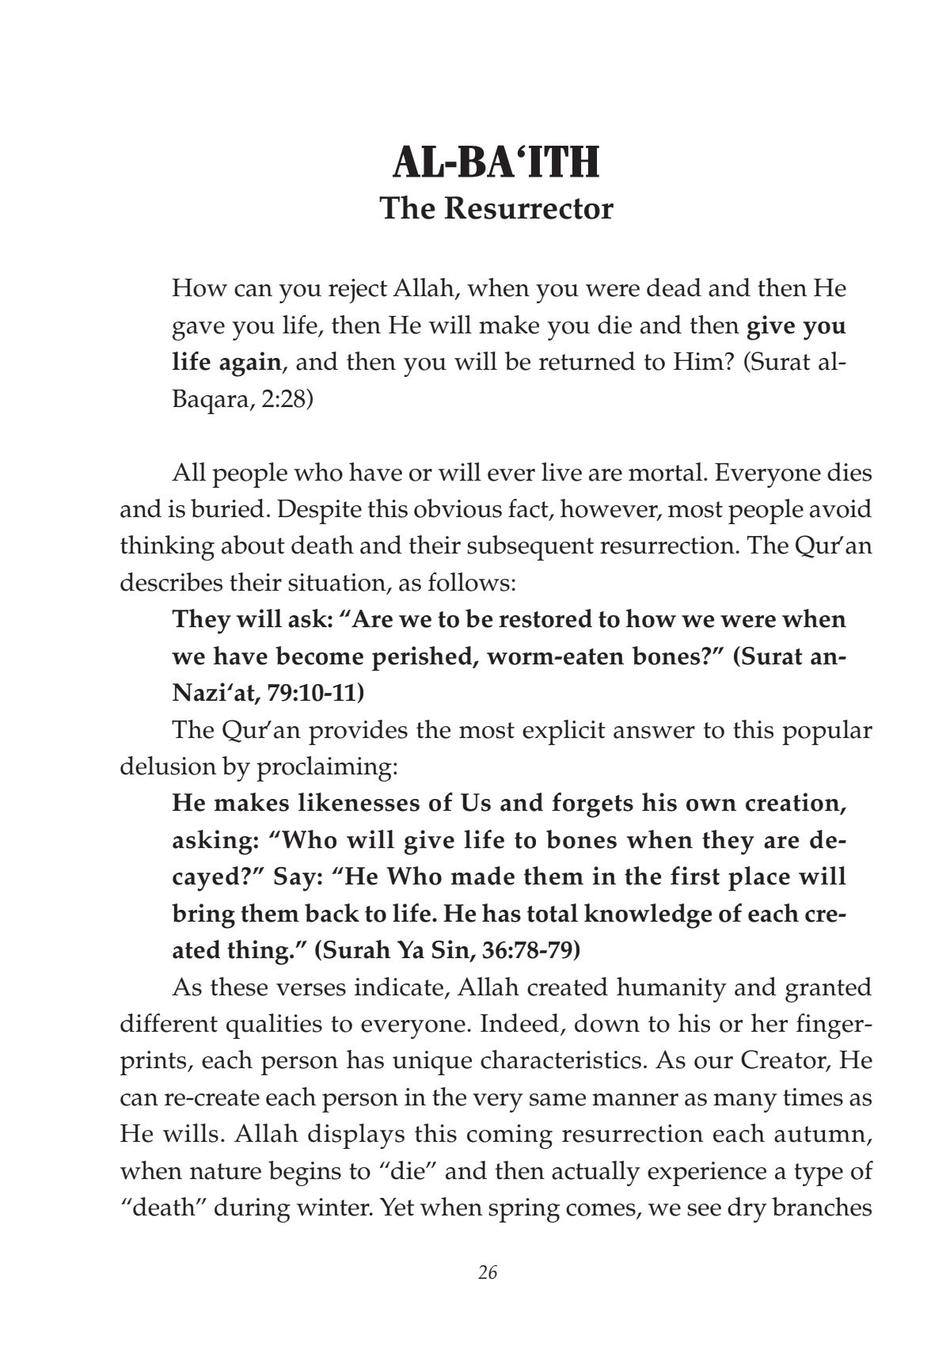 AL-BA‘ITH
The Resurrector
How can you reject Allah, when you were dead and then He
gave you life, then He will make you die and then give you
life again, and then you will be returned to Him? (Surat al-
Baqara, 2:28)
All people who have or will ever live are mortal. Everyone dies
and is buried. Despite this obvious fact, however, most people avoid
thinking about death and their subsequent resurrection. The Qur’an
describes their situation, as follows:
They will ask: “Are we to be restored to how we were when
we have become perished, worm-eaten bones?” (Surat an-
Nazi‘at, 79:10-11)
The Qur’an provides the most explicit answer to this popular
delusion by proclaiming:
He makes likenesses of Us and forgets his own creation,
asking: “Who will give life to bones when they are de-
cayed?” Say: “He Who made them in the first place will
bring them back to life. He has total knowledge of each cre-
ated thing.” (Surah Ya Sin, 36:78-79)
As these verses indicate, Allah created humanity and granted
different qualities to everyone. Indeed, down to his or her finger-
prints, each person has unique characteristics. As our Creator, He
can re-create each person in the very same manner as many times as
He wills. Allah displays this coming resurrection each autumn,
when nature begins to “die” and then actually experience a type of
“death” during winter. Yet when spring comes, we see dry branches
26